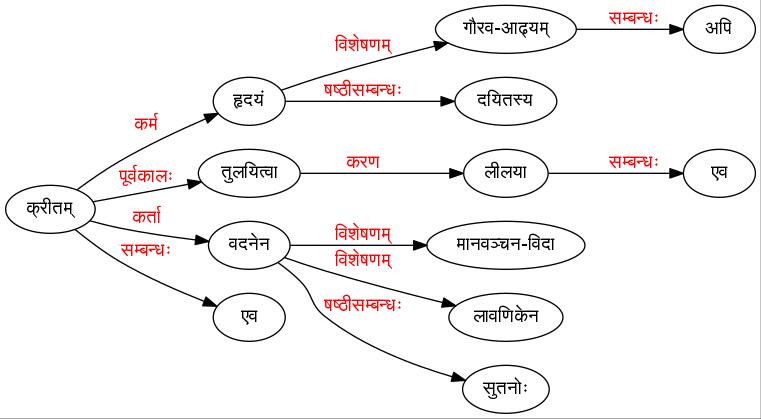 गौरव-आढ्यम् सम्बन्धः अपि
विशेषणम्
हृदयं षष्ठीसम्बन्धः दयितस्य
कर्म
पूर्वकालः तुलयित्वा करण लीलया सम्बन्धः एव
क्रीतम्
कर्ता वदनेन विशेषणम् मानवञ्चन-विदा
सम्बन्धः विशेषणम्
एव षष्ठीसम्बन्धः लावणिकेन
सुतनोः